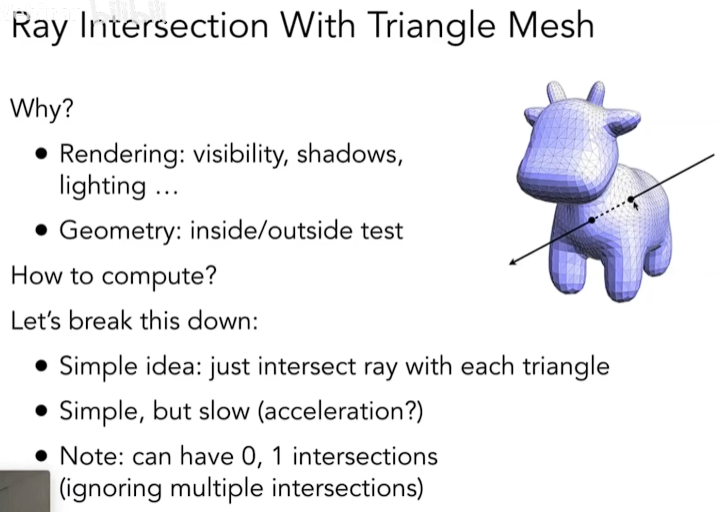 Ray Intersection With Triangle Mesh
Why?
• Rendering: visibility, shadows,
lighting …
• Geometry: inside/outside test
How to compute?
Let's break this down:
• Simple idea: just intersect ray with each triangle
• Simple, but slow (acceleration?)
• Note: can have 0, 1 intersections
(ignoring multiple intersections)